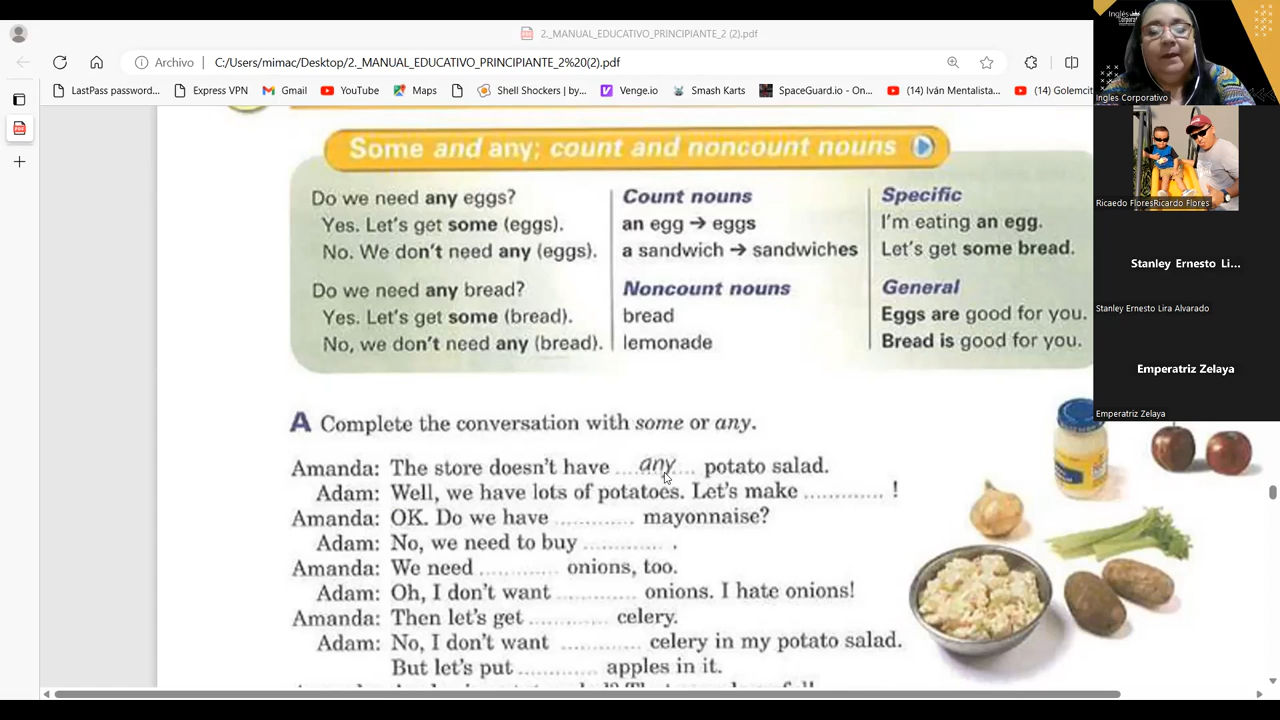 2._MANUAL_EDUCATIVO_PRINCIPIANTE_2 (2).pdf
Archivo C:/Users/mimac/Desktop/2._MANUAL_EDUCATIVO_PRINCIPIANTE_2%20(2).pdf
LastPass password... Express VPN Gmail YouTube Maps Shell Shockers | by... Venge.io Smash Karts SpaceGuard.io - On... (14) Iván Mentalista... (14) Golemcit
Some and any; count and noncount nouns
Do we need any eggs?
Yes. Let's get some (eggs).
No. We don't need any (eggs).
Do we need any bread?
Yes. Let's get some (bread).
No, we don't need any (bread).
Count nouns
an egg → eggs
a sandwich → sandwiches
Noncount nouns
bread
lemonade
Specific
I'm eating an egg.
Let's get some bread.
General
Eggs are good for you.
Bread is good for you.
A Complete the conversation with some or any.
Amanda: The store doesn't have ...any... potato salad.
Adam: Well, we have lots of potatoes. Let's make ............ !
Amanda: OK. Do we have ............ mayonnaise?
Adam: No, we need to buy ............ .
Amanda: We need ............ onions, too.
Adam: Oh, I don't want ............ onions. I hate onions!
Amanda: Then let's get ............ celery.
Adam: No, I don't want ............ celery in my potato salad.
But let's put ............ apples in it.
Inglés
Corporativo
Ingles Corporativo
Ricaedo FloresRicardo Flores
Stanley Ernesto Li...
Stanley Ernesto Lira Alvarado
Emperatriz Zelaya
Emperatriz Zelaya